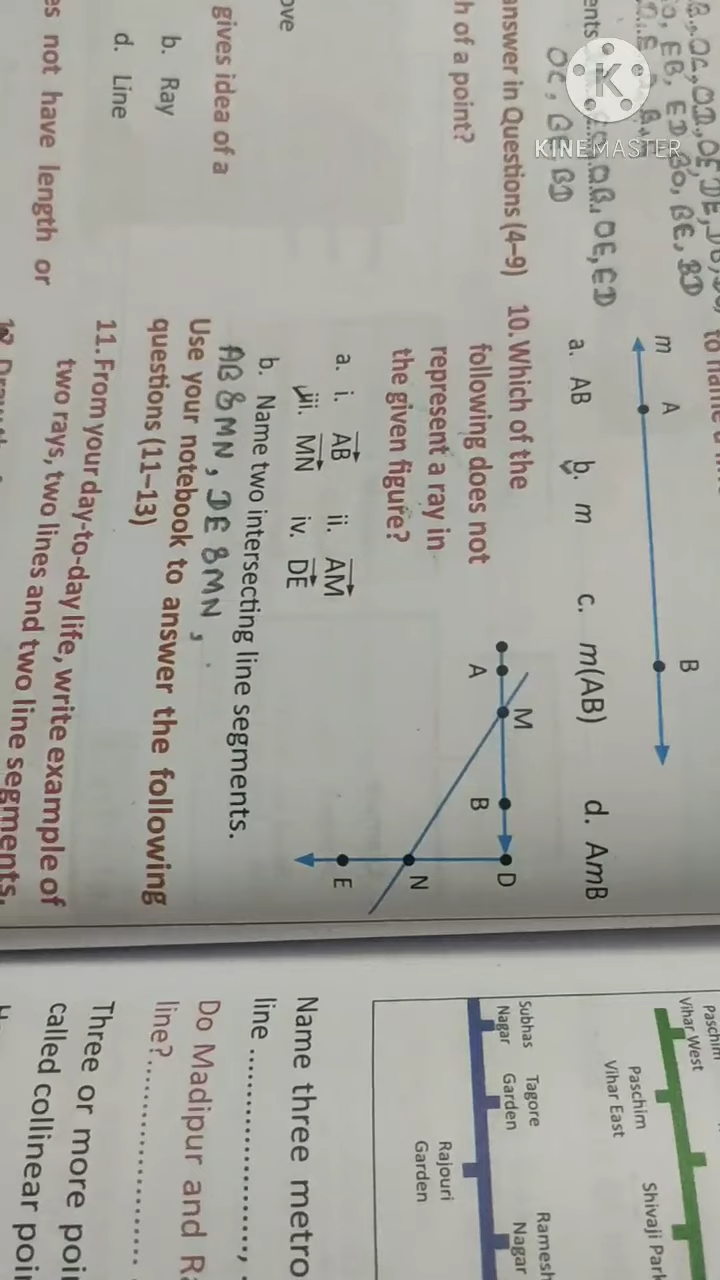 KINEMASTER
m A B
a. AB b. m c. m(AB) d. AmB
OC, BE, BD
answer in Questions (4–9)
h of a point?
ove
gives idea of a
b. Ray
d. Line
es not have length or
10. Which of the
following does not
represent a ray in
the given figure?
a. i. AB ii. AM
iii. MN iv. DE
A M B D
N
E
b. Name two intersecting line segments.
AB & MN, DE & MN,
Use your notebook to answer the following
questions (11–13)
11. From your day-to-day life, write example of
two rays, two lines and two line segments.
Paschim
Vihar West
Paschim
Vihar East
Shivaji Park
Subhas
Nagar
Tagore
Garden
Rajouri
Garden
Ramesh
Nagar
Name three metro
line ....................,
Do Madipur and Ra
line?....................
Three or more poi
called collinear poi